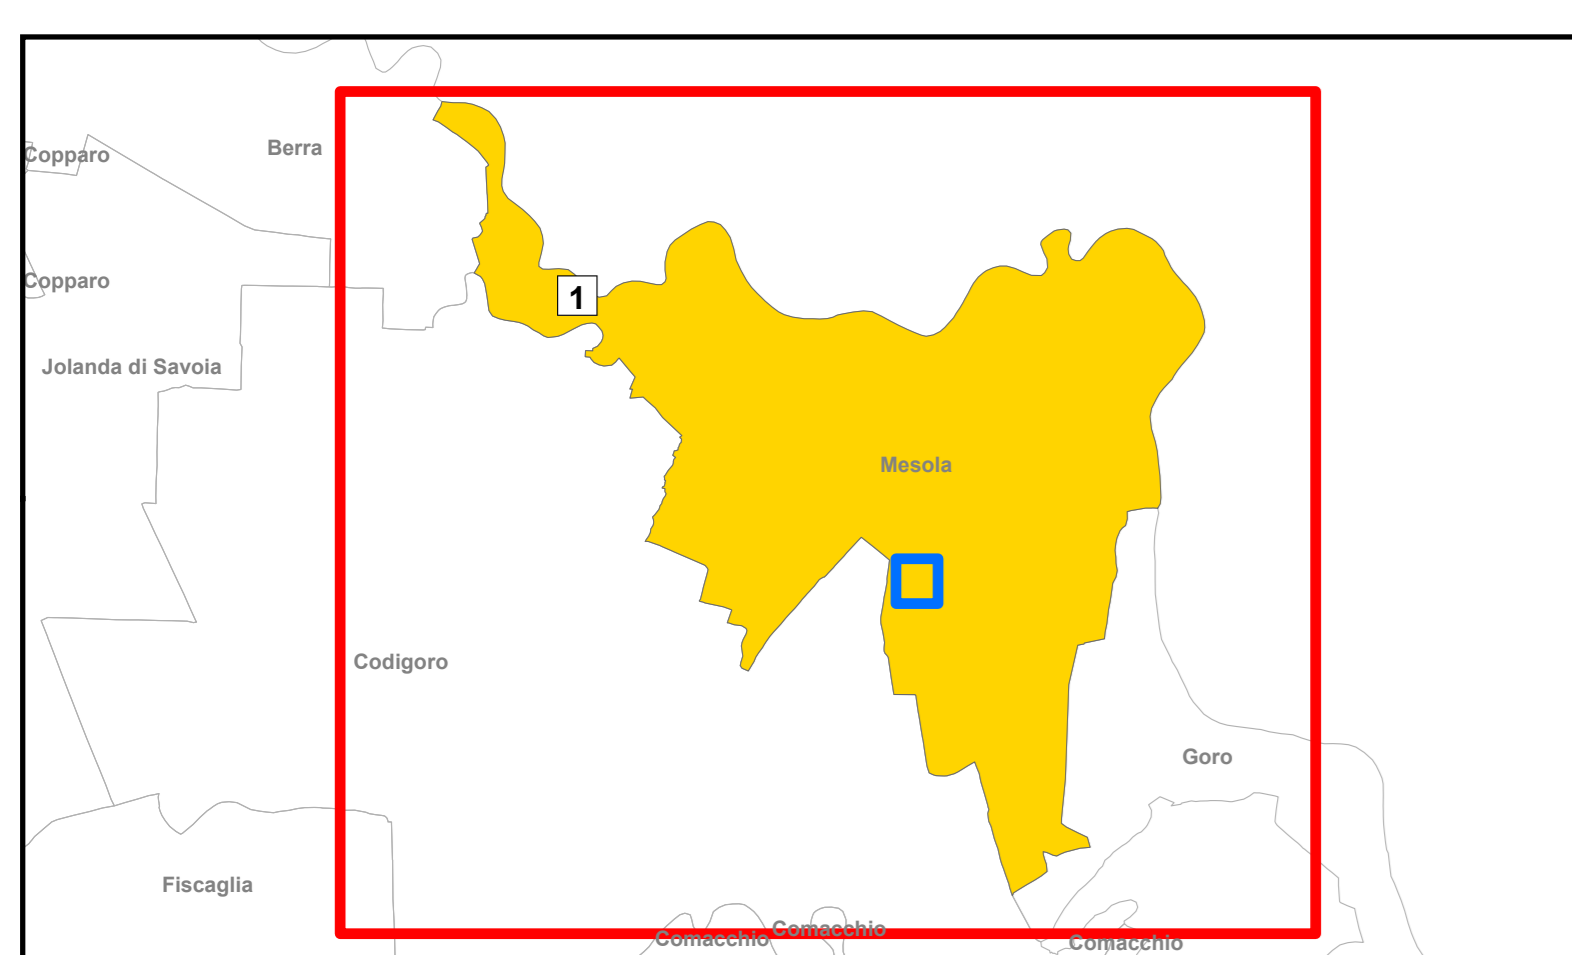 Berra
Copparo
Copparo
1
Jolanda di Savoia
Mesola
Codigoro
Goro
Fiscaglia
Comacchio
Comacchio
Comacchio